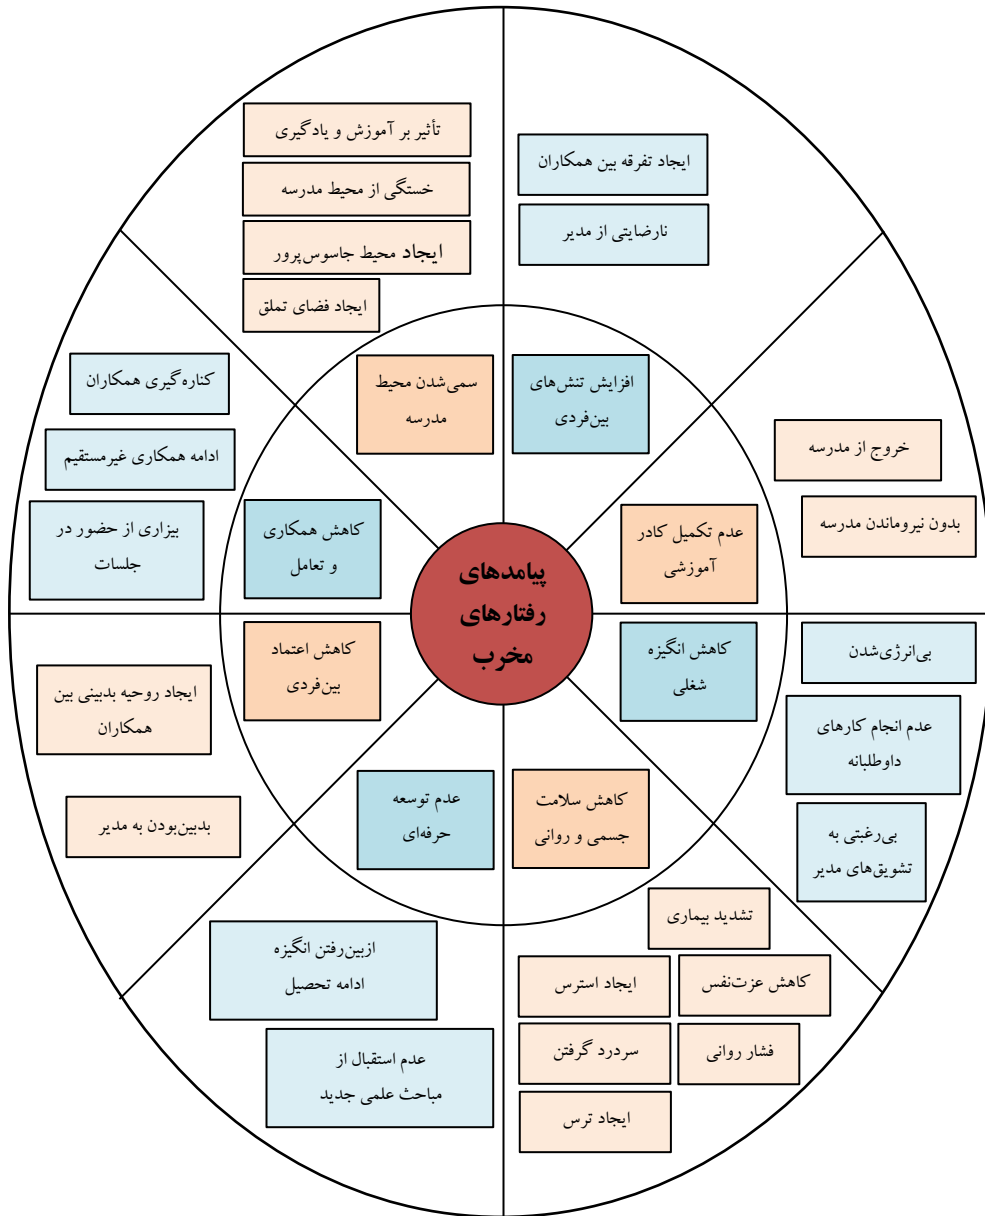 تأثیر بر آموزش و یادگیری
خستگی از محیط مدرسه
ایجاد محیط جاسوس‌پرور
ایجاد فضای تملق
ایجاد تفرقه بین همکاران
نارضایتی از مدیر
سمی‌شدن محیط
مدرسه
افزایش تنش‌های
بین‌فردی
کناره‌گیری همکاران
ادامه همکاری غیرمستقیم
بیزاری از حضور در
جلسات
کاهش همکاری
و تعامل
خروج از مدرسه
بدون نیروماندن مدرسه
عدم تکمیل کادر
آموزشی
پیامدهای
رفتارهای
مخرب
کاهش اعتماد
بین‌فردی
ایجاد روحیه بدبینی بین
همکاران
بدبین‌بودن به مدیر
کاهش انگیزه
شغلی
بی‌انرژی‌شدن
عدم انجام کارهای
داوطلبانه
بی‌رغبتی به
تشویق‌های مدیر
عدم توسعه
حرفه‌ای
کاهش سلامت
جسمی و روانی
ازبین‌رفتن انگیزه
ادامه تحصیل
عدم استقبال از
مباحث علمی جدید
تشدید بیماری
کاهش عزت‌نفس
ایجاد استرس
فشار روانی
سردرد گرفتن
ایجاد ترس